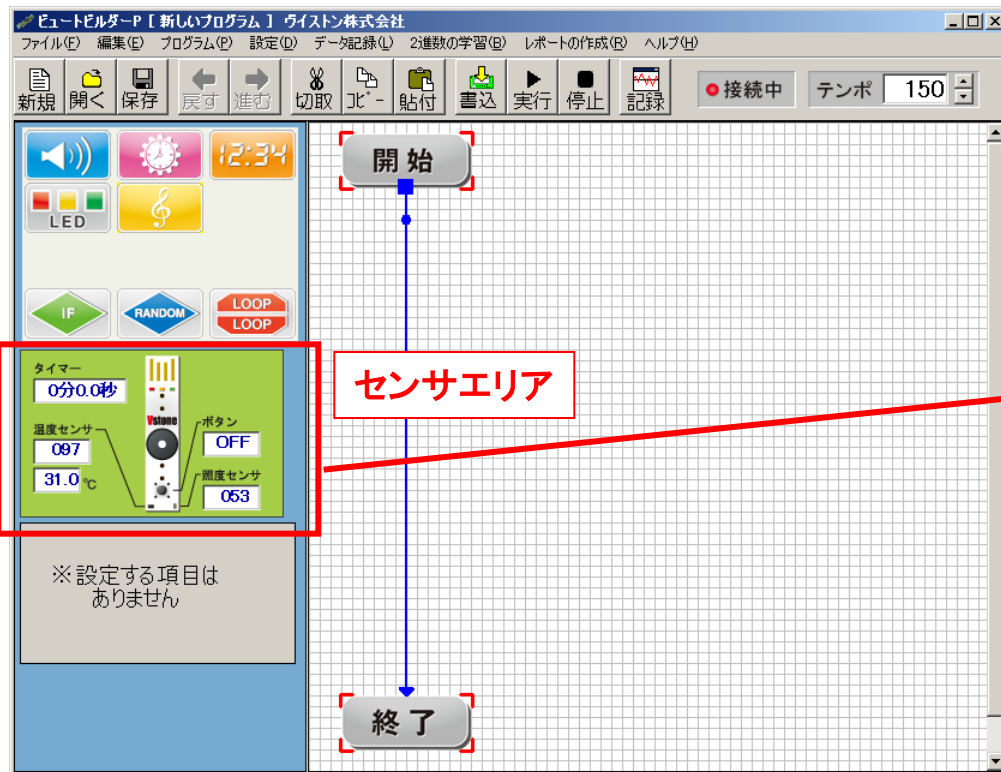 ビュートビルダーP [ 新しいプログラム ] ヴイストン株式会社
ファイル(F) 編集(E) プログラム(P) 設定(D) データ記録(L) 2進数の学習(B) レポートの作成(R) ヘルプ(H)
新規 開く 保存 戻す 進む 切取 コピー 貼付 書込 実行 停止 記録 接続中 テンポ 150
12:34
LED
IF RANDOM LOOP
LOOP
開始
センサエリア
タイマー
0分0.0秒
Vstone
ボタン
OFF
温度センサ
097
31.0 ℃
照度センサ
053
※設定する項目は
ありません
終了